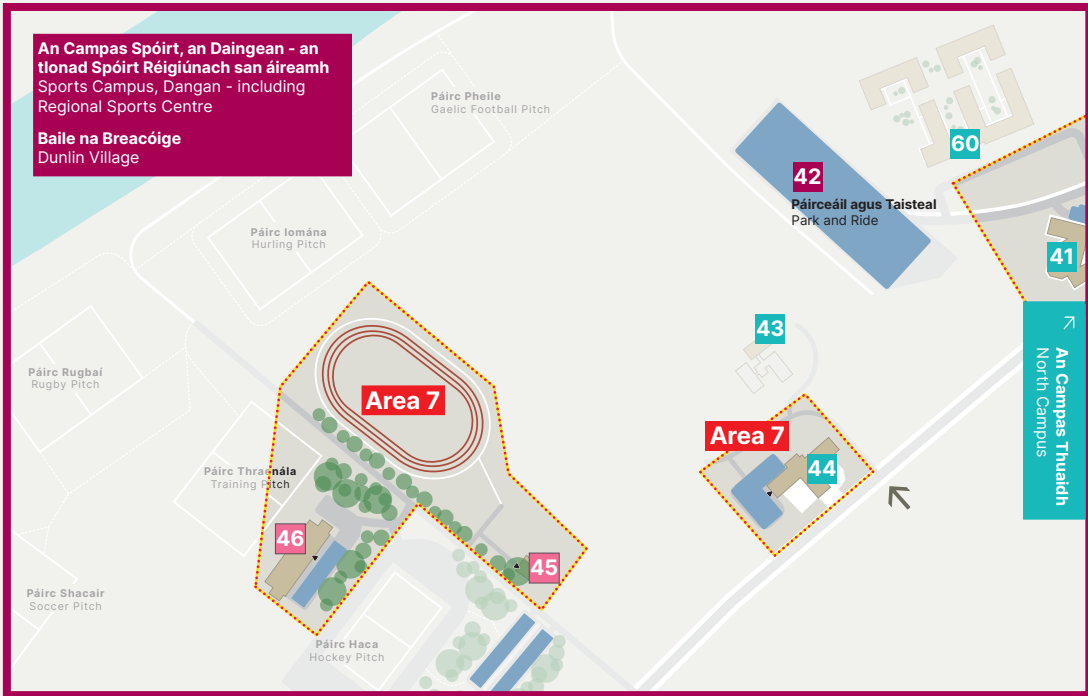 An Campas Spóirt, an Daingean - an
tIonad Spóirt Réigiúnach san áireamh
Sports Campus, Dangan - including
Regional Sports Centre
Baile na Breacóige
Dunlin Village
Páirc Pheile
Gaelic Football Pitch
60
42
Páirceáil agus Taisteal
Park and Ride
Páirc Iomána
Hurling Pitch
41
43
An Campas Thuaidh
North Campus
Páirc Rugbaí
Rugby Pitch
Area 7
Area 7
44
Páirc Thraenála
Training Pitch
46
45
Páirc Shacair
Soccer Pitch
Páirc Haca
Hockey Pitch